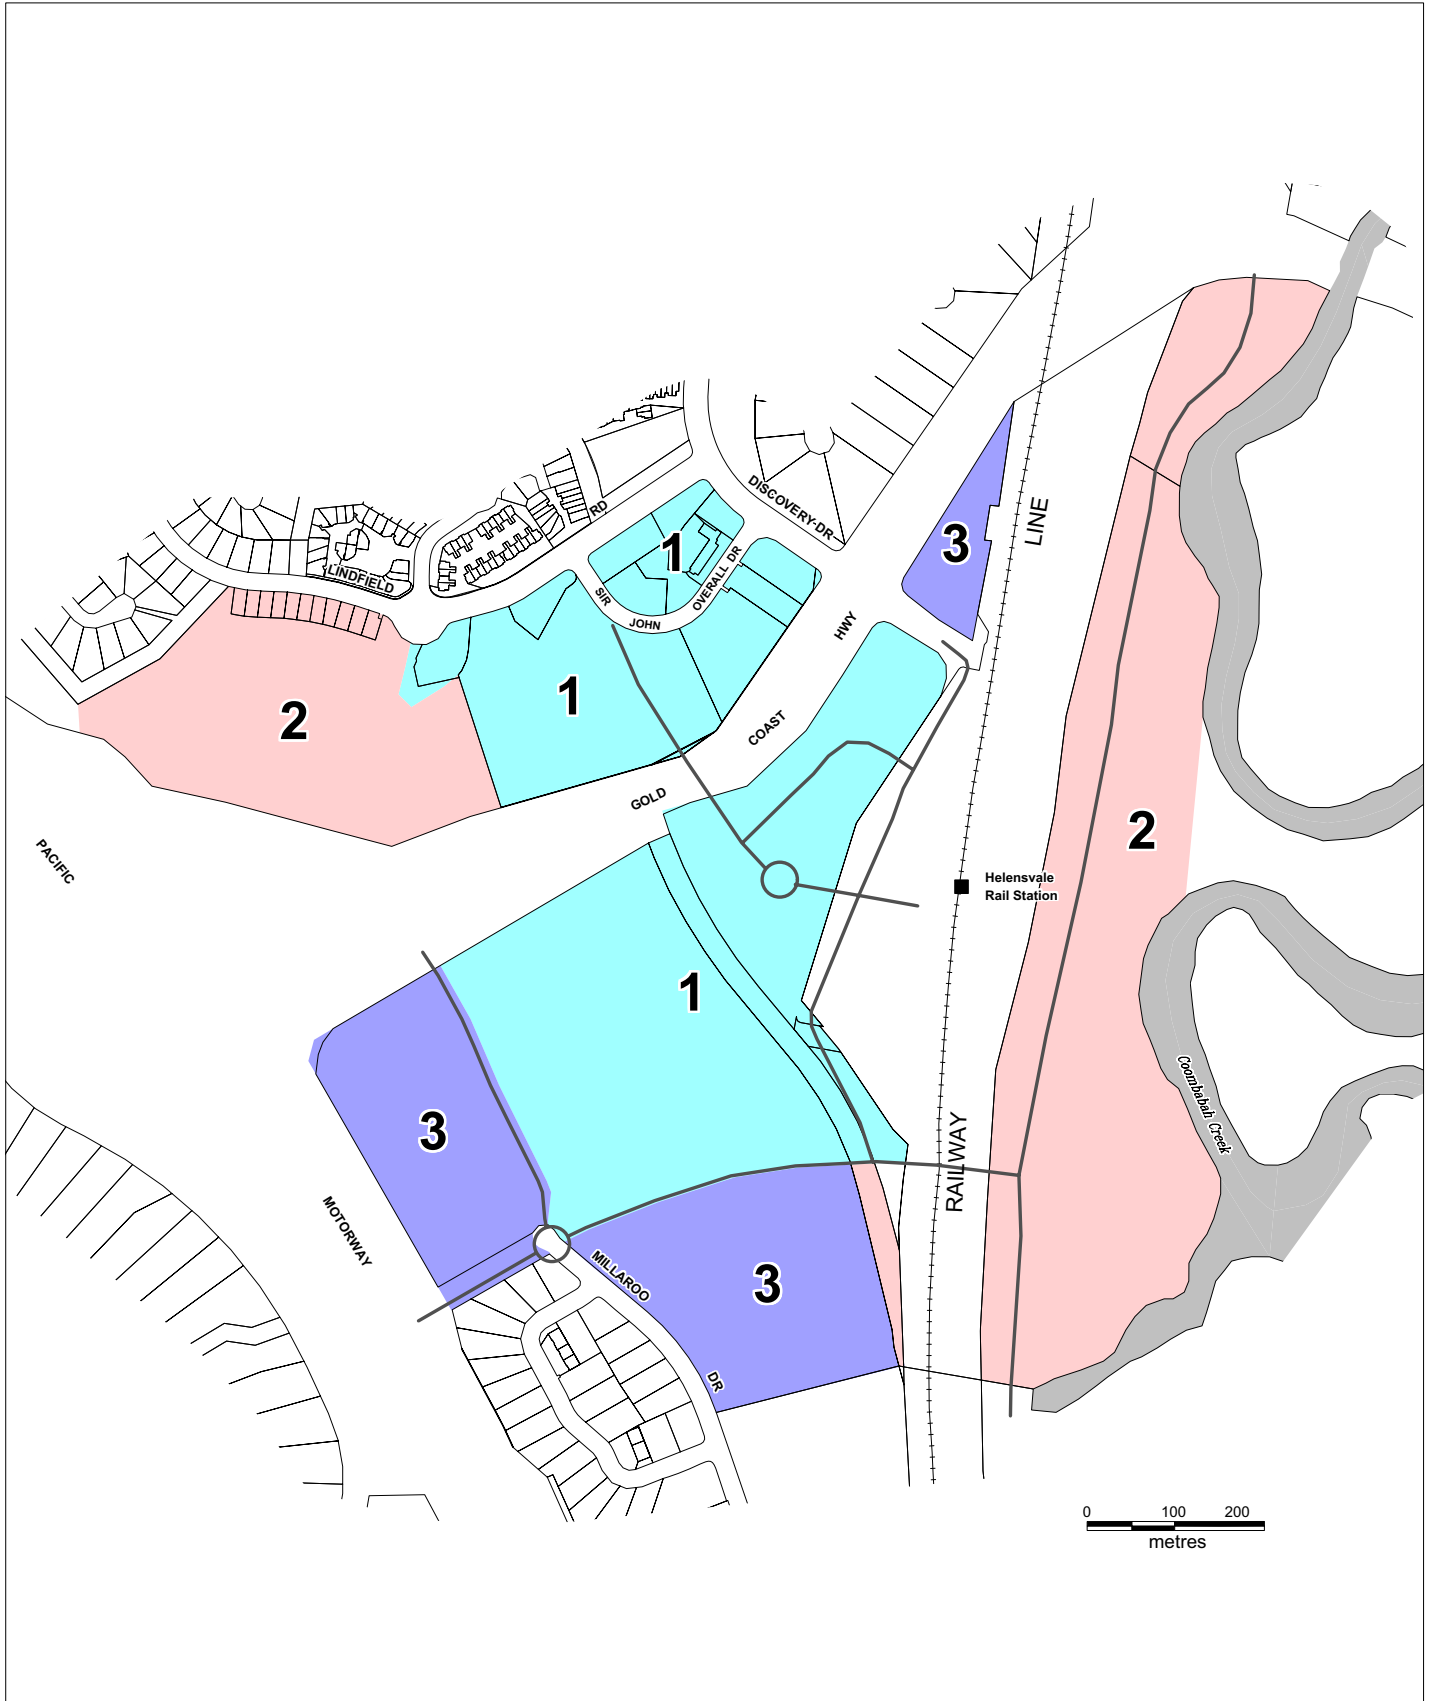 LINE
DISCOVERY DR
RD
3
1
LINDFIELD
OVERALL DR
SIR
JOHN
HWY
1
2
COAST
GOLD
2
PACIFIC
Helensvale
Rail Station
1
Coombabah Creek
3
RAILWAY
MOTORWAY
MILLAROO
3
DR
0 100 200
metres